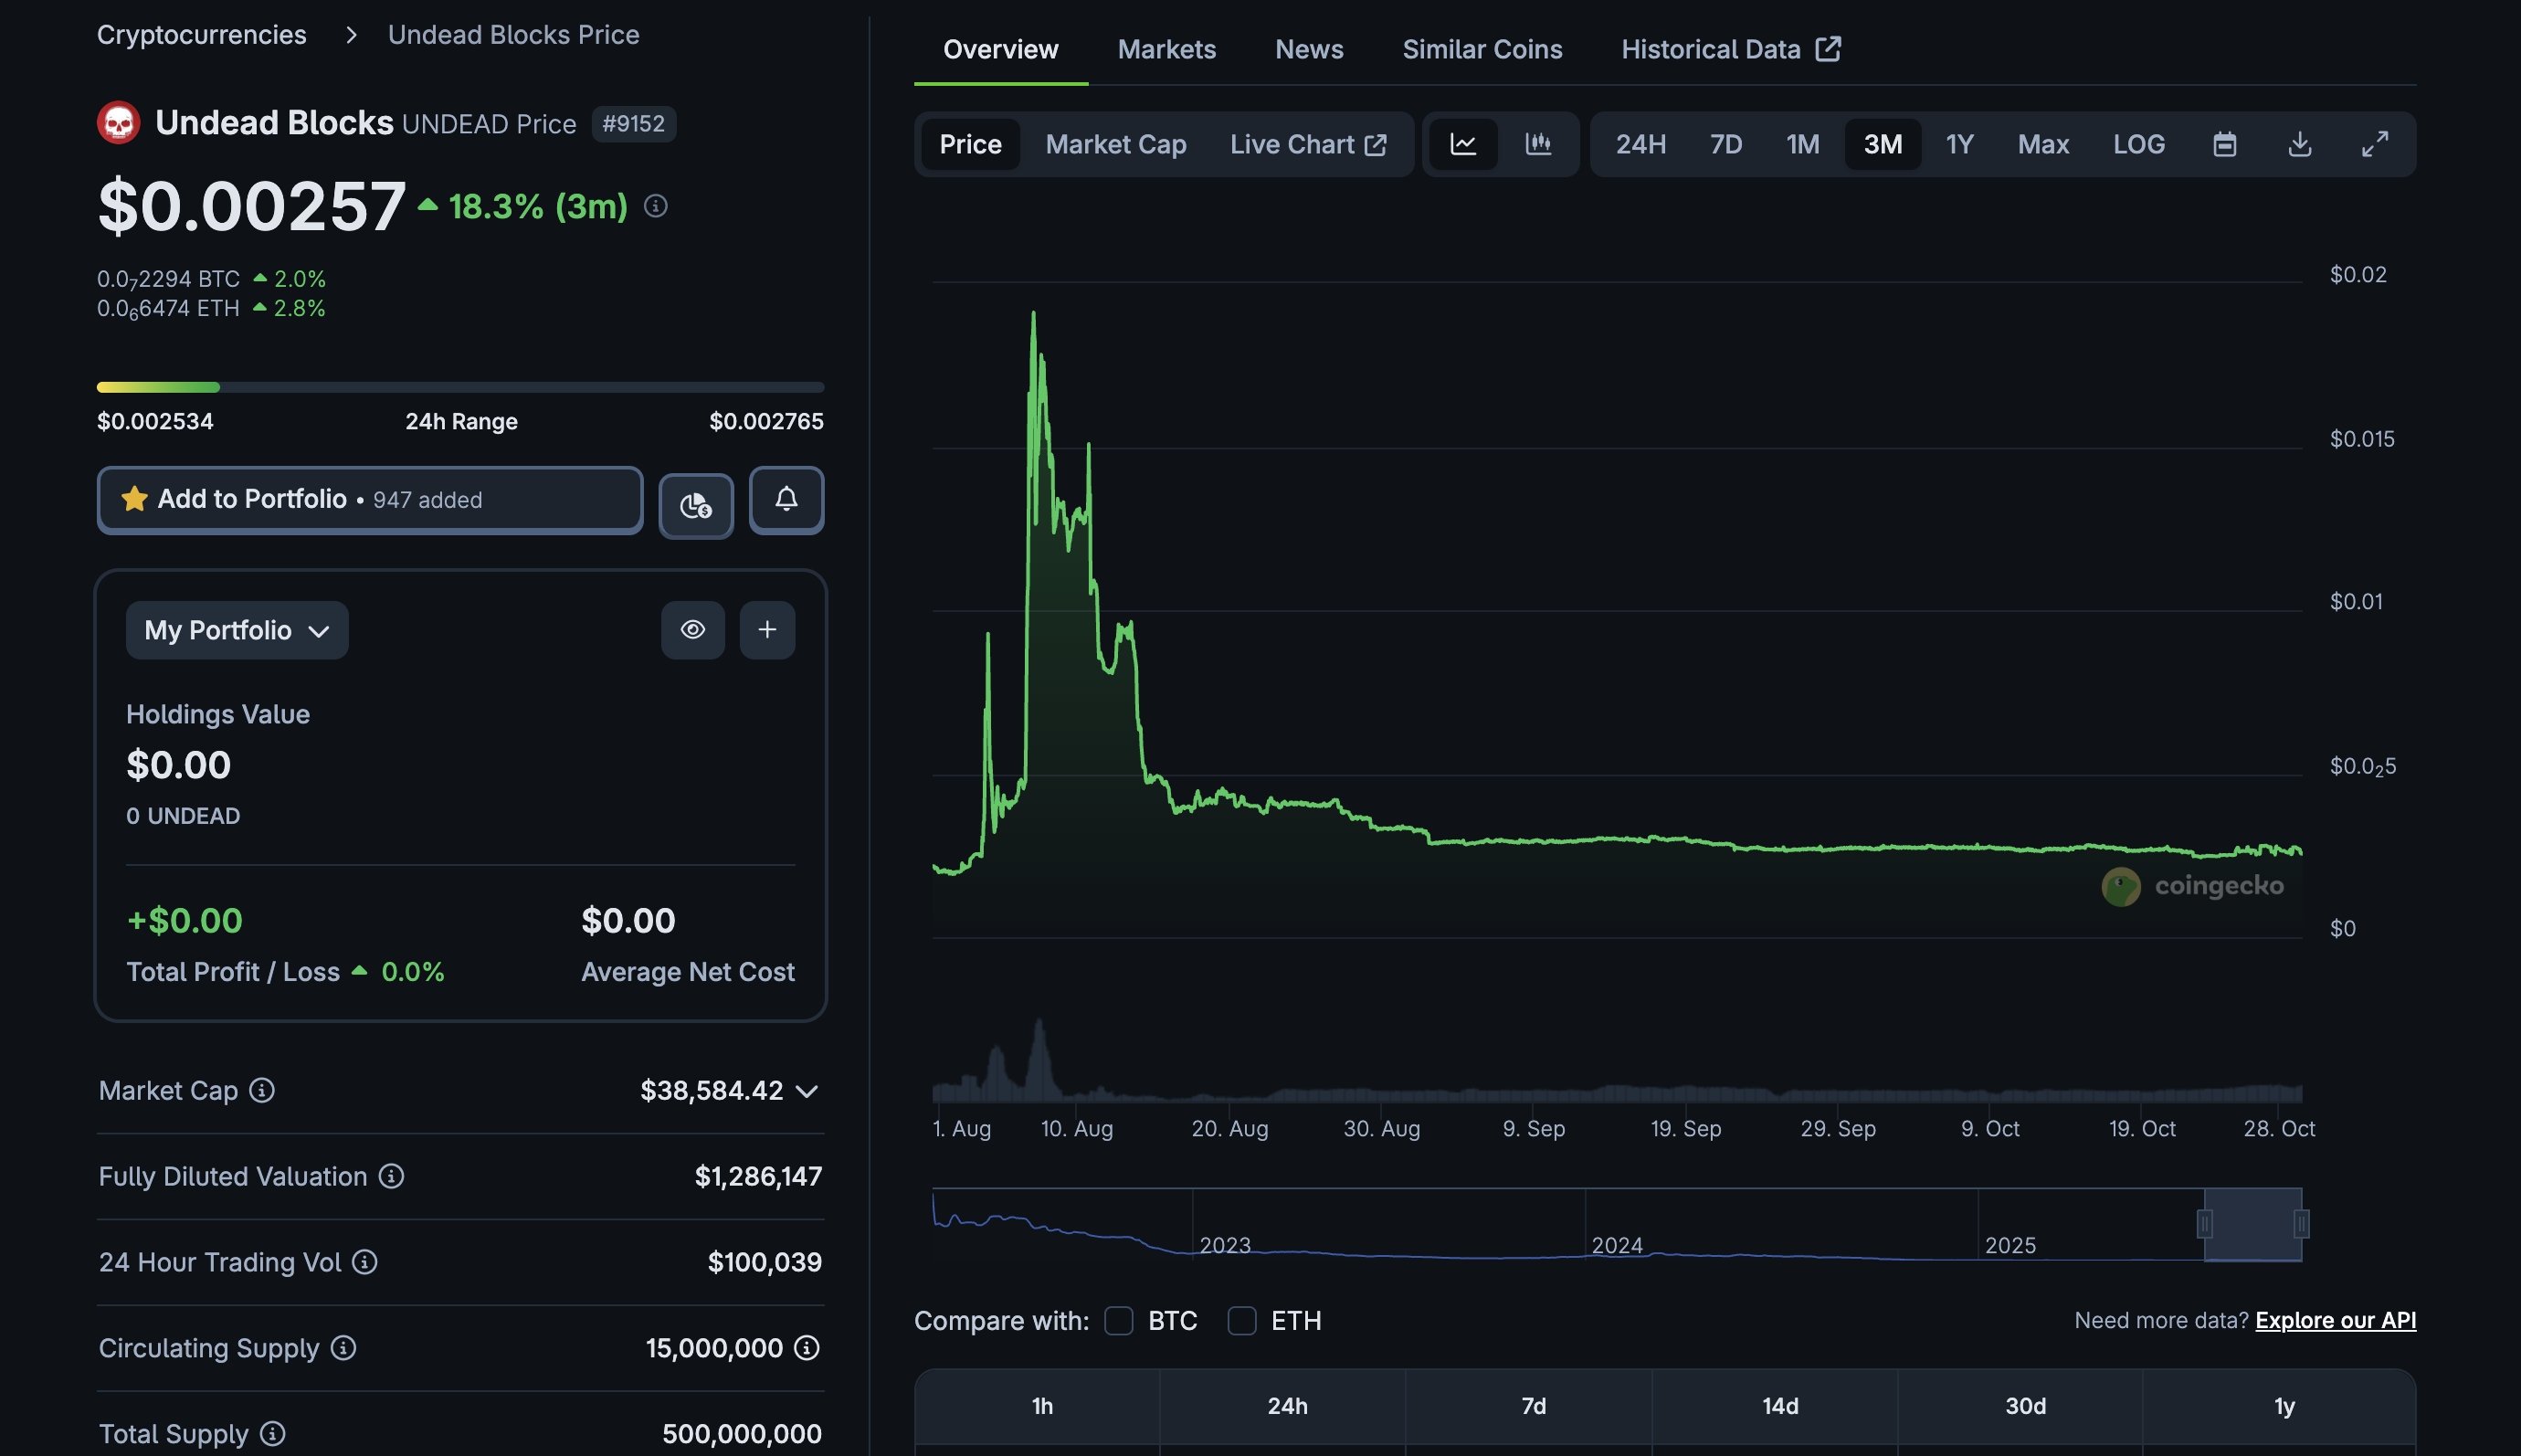 Cryptocurrencies > Undead Blocks Price
Undead Blocks UNDEAD Price #9152
$0.00257 18.3% (3m)
0.0₇2294 BTC 2.0%
0.0₆6474 ETH 2.8%
$0.002534 24h Range $0.002765
Add to Portfolio • 947 added
My Portfolio
Holdings Value
$0.00
0 UNDEAD
+$0.00 $0.00
Total Profit / Loss 0.0% Average Net Cost
Market Cap $38,584.42
Fully Diluted Valuation $1,286,147
24 Hour Trading Vol $100,039
Circulating Supply 15,000,000
Total Supply 500,000,000
Overview Markets News Similar Coins Historical Data
Price Market Cap Live Chart 24H 7D 1M 3M 1Y Max LOG
$0.02
$0.015
$0.01
$0.0₂5
coingecko
$0
1. Aug 10. Aug 20. Aug 30. Aug 9. Sep 19. Sep 29. Sep 9. Oct 19. Oct 28. Oct
2023 2024 2025
Compare with: BTC ETH Need more data? Explore our API
1h 24h 7d 14d 30d 1y